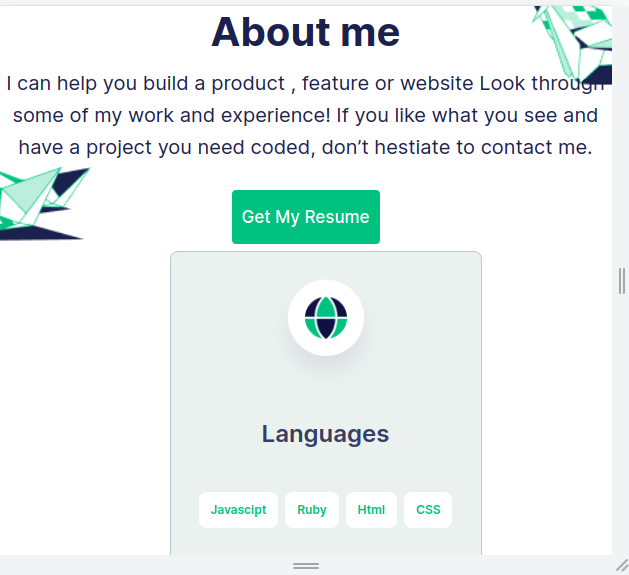 About me
I can help you build a product , feature or website Look through
some of my work and experience! If you like what you see and
have a project you need coded, don’t hestiate to contact me.
Get My Resume
Languages
Javascipt Ruby Html CSS